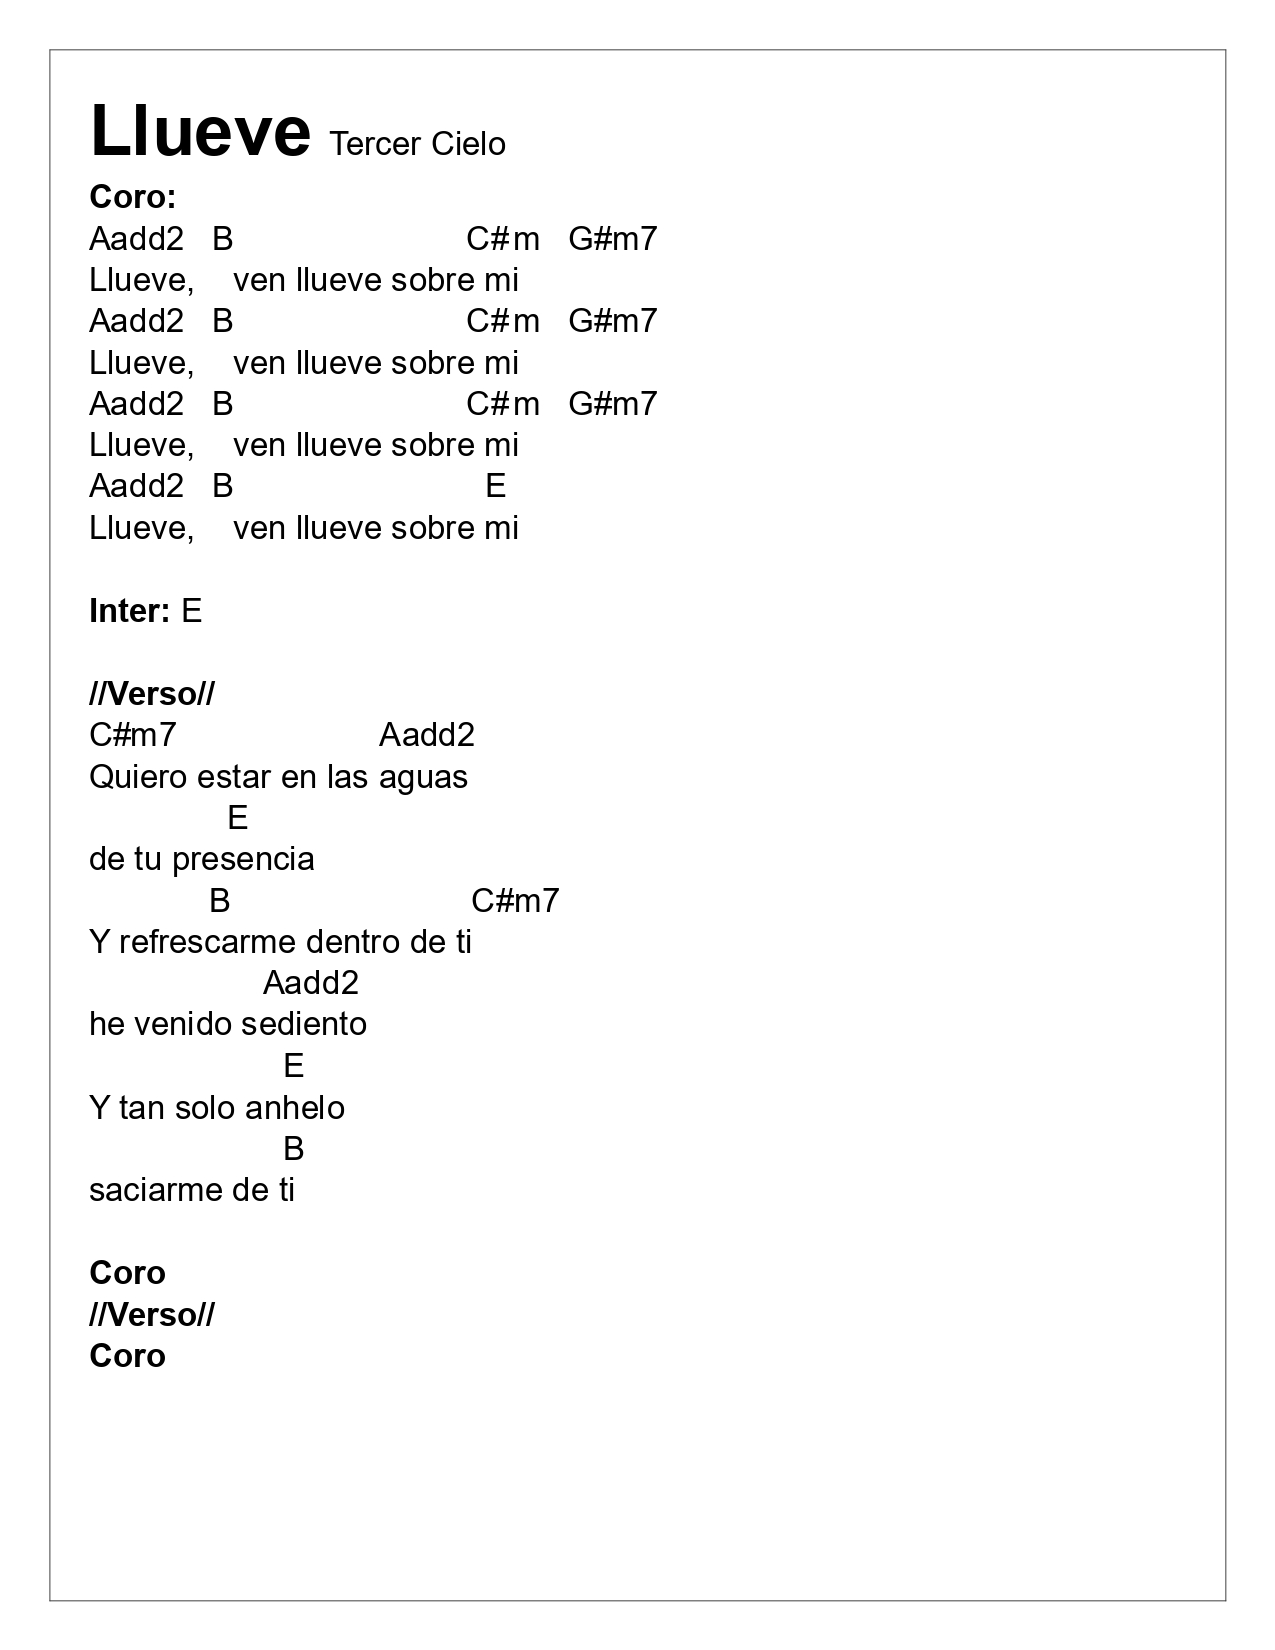 Llueve Tercer Cielo
Coro:
Aadd2   B                          C#m   G#m7
Llueve,    ven llueve sobre mi
Aadd2   B                          C#m   G#m7
Llueve,    ven llueve sobre mi
Aadd2   B                          C#m   G#m7
Llueve,    ven llueve sobre mi
Aadd2   B                            E
Llueve,    ven llueve sobre mi
Inter: E
//Verso//
C#m7                      Aadd2
Quiero estar en las aguas
               E
de tu presencia
             B                          C#m7
Y refrescarme dentro de ti
                   Aadd2
he venido sediento
                     E
Y tan solo anhelo
                     B
saciarme de ti
Coro
//Verso//
Coro